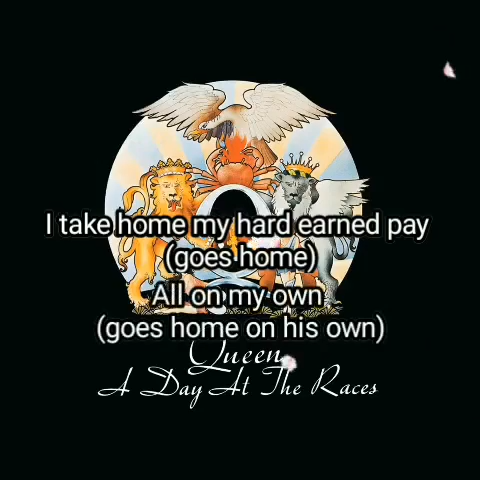 I take home my hard earned pay
(goes home)
All on my own
(goes home on his own)
Queen
A Day At The Races